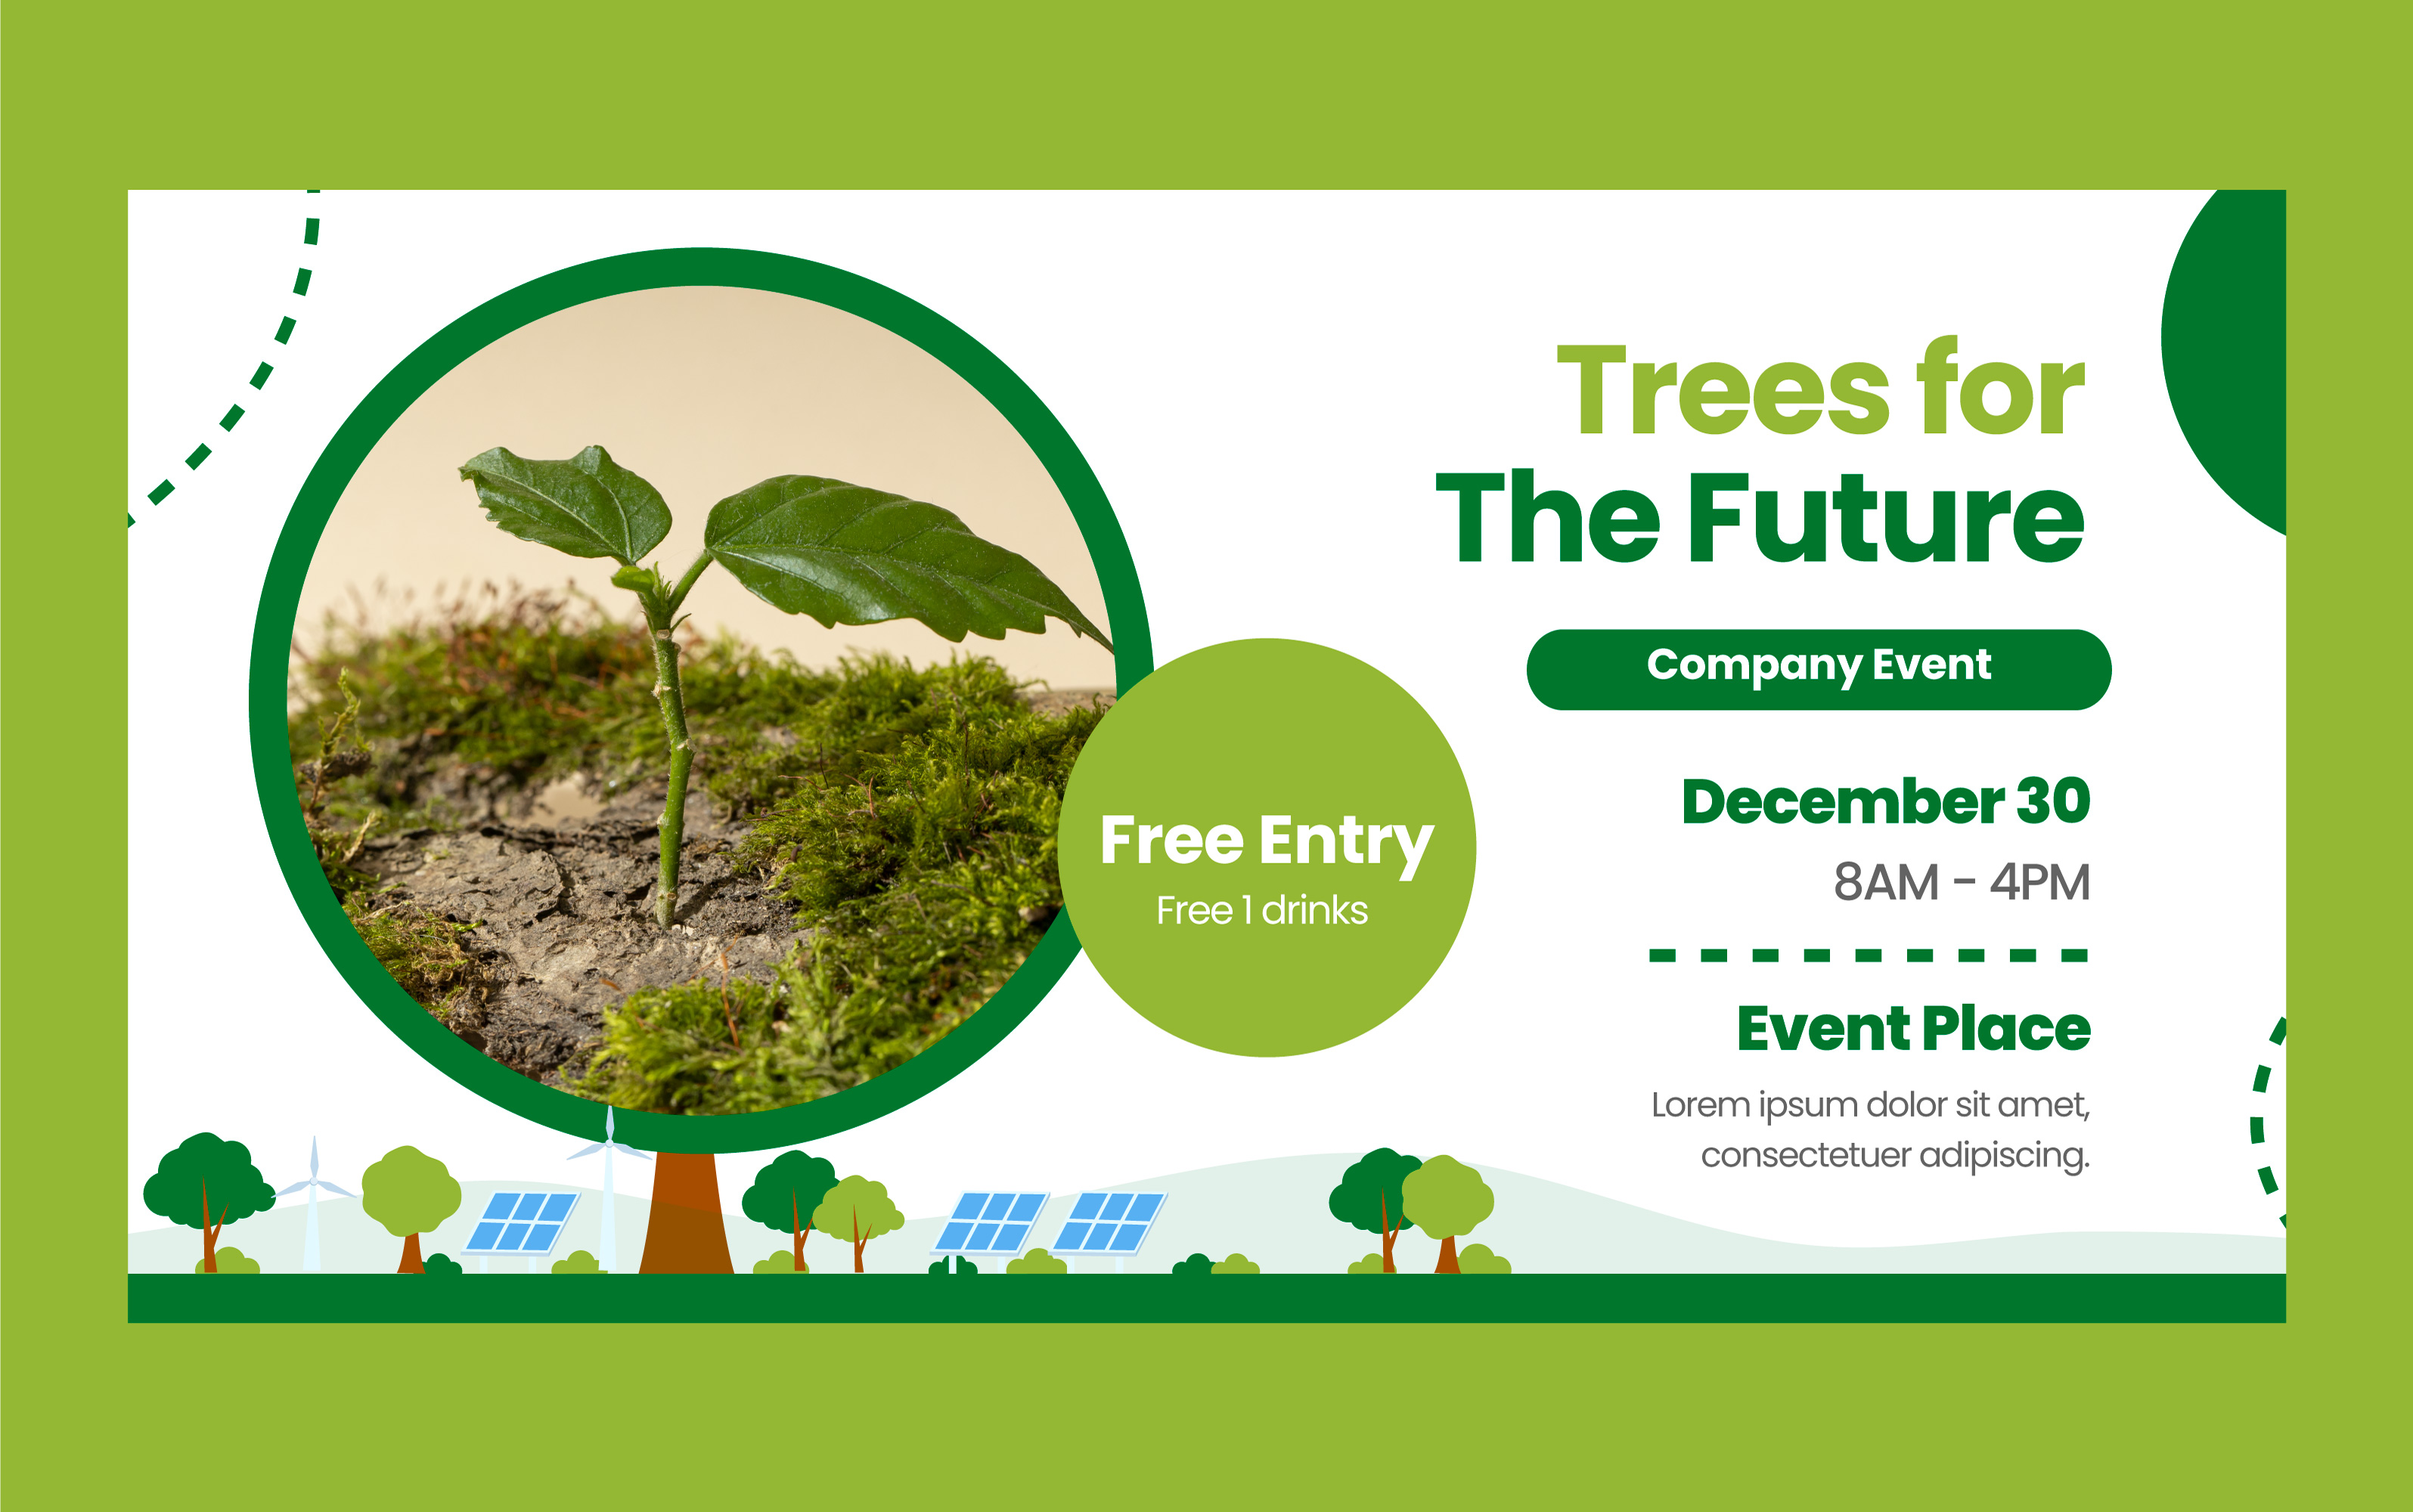 Trees for
The Future
Company Event
Free Entry
Free 1 drinks
December 30
8AM - 4PM
Event Place
Lorem ipsum dolor sit amet,
consectetuer adipiscing.